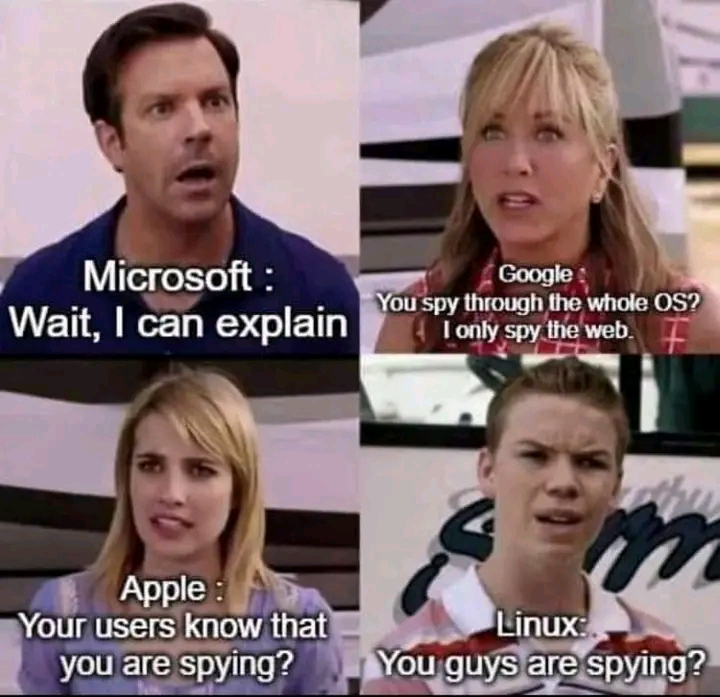 Microsoft :
Wait, I can explain
Google :
You spy through the whole OS?
I only spy the web.
Apple :
Your users know that
you are spying?
Linux:
You guys are spying?